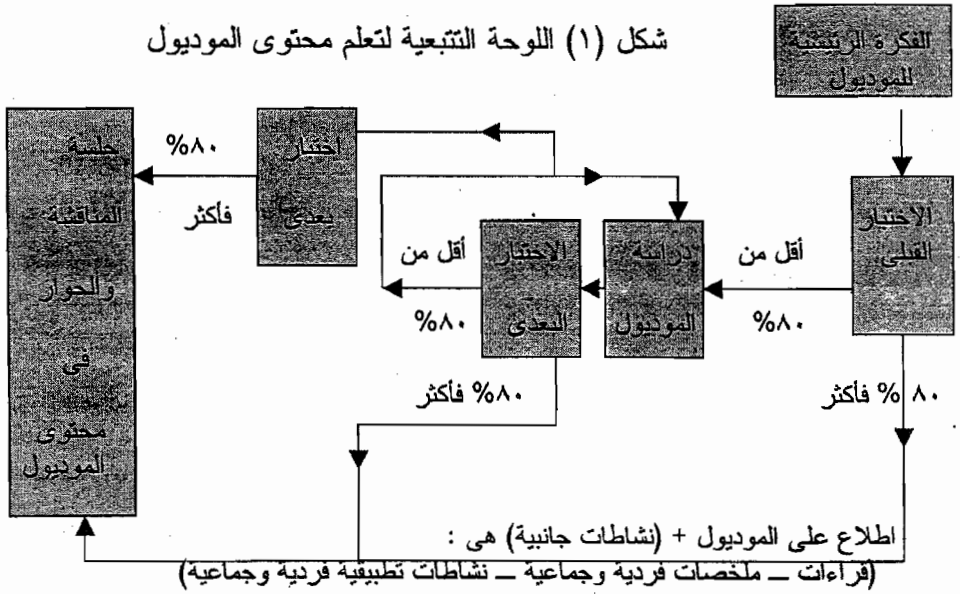 شكل (١) اللوحة التتبعية لتعلم محتوى الموديول
الفكرة الرئيسية
للموديول
الاختبار
القبلى
أقل من
٨٠%
٨٠ % فأكثر
دراسة
الموديول
الاختبار
البعدى
أقل من
٨٠%
٨٠% فأكثر
اختبار
بعدى
٨٠%
فأكثر
جلسة
المناقشة
والحوار
فى
محتوى
الموديول
اطلاع على الموديول + (نشاطات جانبية) هى :
(قراءات ــ ملخصات فردية وجماعية ــ نشاطات تطبيقية فردية وجماعية)